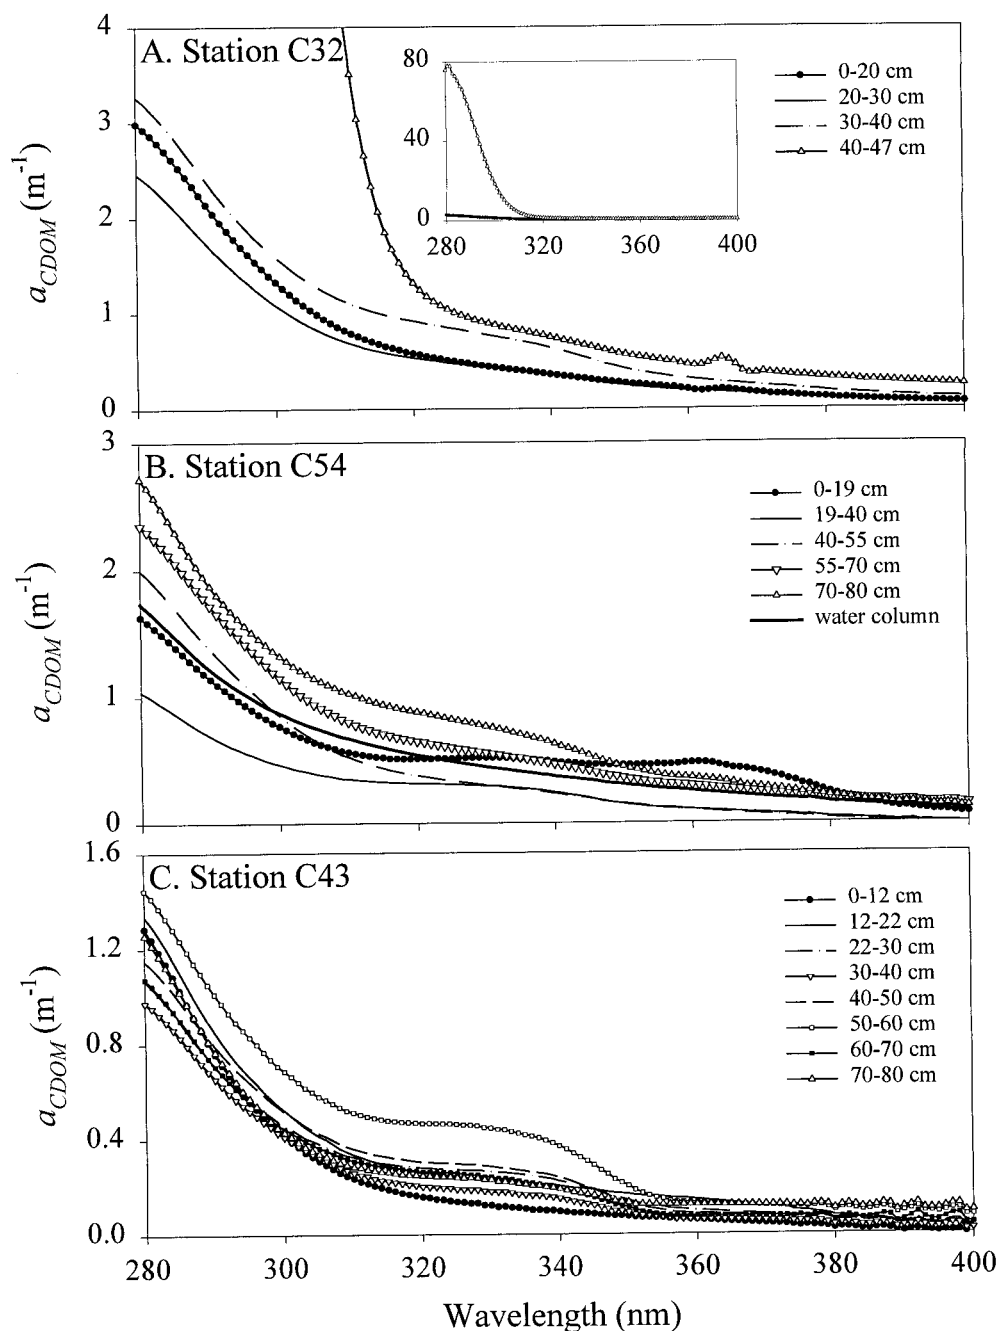 A. Station C32
4
3
2
1
0
a_CDOM (m⁻¹)
80
40
0
280 320 360 400
0-20 cm
20-30 cm
30-40 cm
40-47 cm
B. Station C54
3
2
1
0
a_CDOM (m⁻¹)
0-19 cm
19-40 cm
40-55 cm
55-70 cm
70-80 cm
water column
C. Station C43
1.6
1.2
0.8
0.4
0.0
a_CDOM (m⁻¹)
0-12 cm
12-22 cm
22-30 cm
30-40 cm
40-50 cm
50-60 cm
60-70 cm
70-80 cm
280 300 320 340 360 380 400
Wavelength (nm)